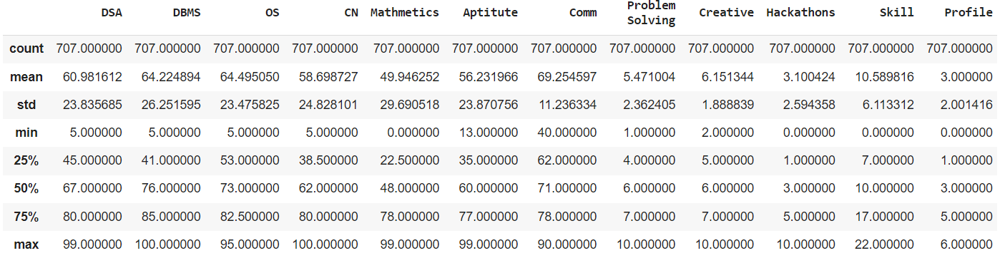 DSA DBMS OS CN Mathmetics Aptitute Comm Problem Solving Creative Hackathons Skill Profile
count 707.000000 707.000000 707.000000 707.000000 707.000000 707.000000 707.000000 707.000000 707.000000 707.000000 707.000000 707.000000
mean 60.981612 64.224894 64.495050 58.698727 49.946252 56.231966 69.254597 5.471004 6.151344 3.100424 10.589816 3.000000
std 23.835685 26.251595 23.475825 24.828101 29.690518 23.870756 11.236334 2.362405 1.888839 2.594358 6.113312 2.001416
min 5.000000 5.000000 5.000000 5.000000 0.000000 13.000000 40.000000 1.000000 2.000000 0.000000 0.000000 0.000000
25% 45.000000 41.000000 53.000000 38.500000 22.500000 35.000000 62.000000 4.000000 5.000000 1.000000 7.000000 1.000000
50% 67.000000 76.000000 73.000000 62.000000 48.000000 60.000000 71.000000 6.000000 6.000000 3.000000 10.000000 3.000000
75% 80.000000 85.000000 82.500000 80.000000 78.000000 77.000000 78.000000 7.000000 7.000000 5.000000 17.000000 5.000000
max 99.000000 100.000000 95.000000 100.000000 99.000000 99.000000 90.000000 10.000000 10.000000 10.000000 22.000000 6.000000